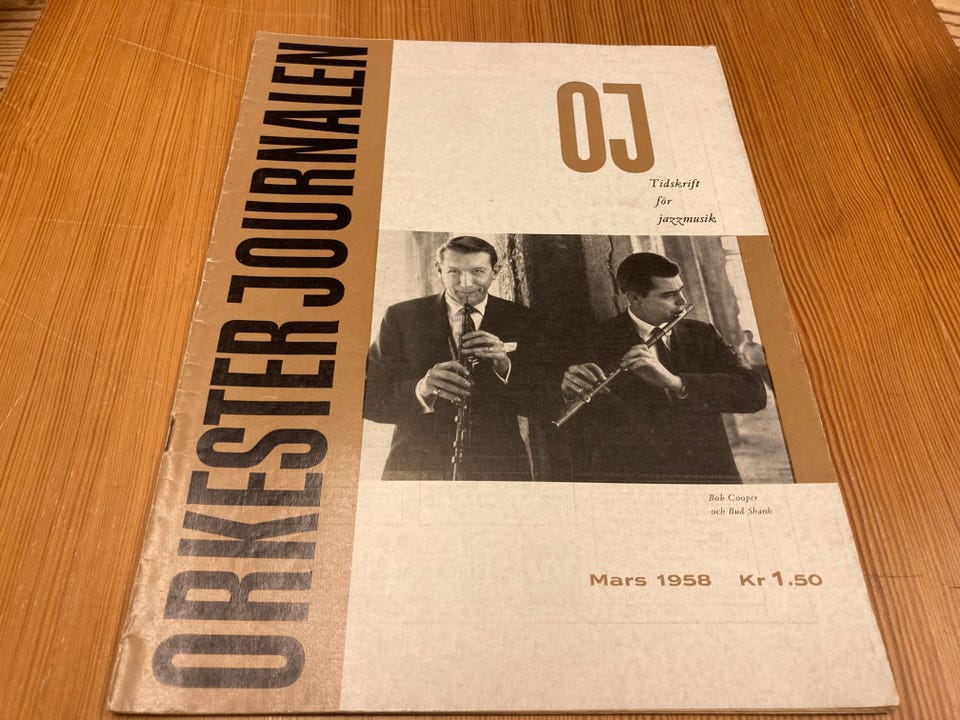 ORKESTER JOURNALEN
OJ
Tidskrift
för
jazzmusik
Bob Cooper
och Bud Shank
Mars 1958 Kr 1.50